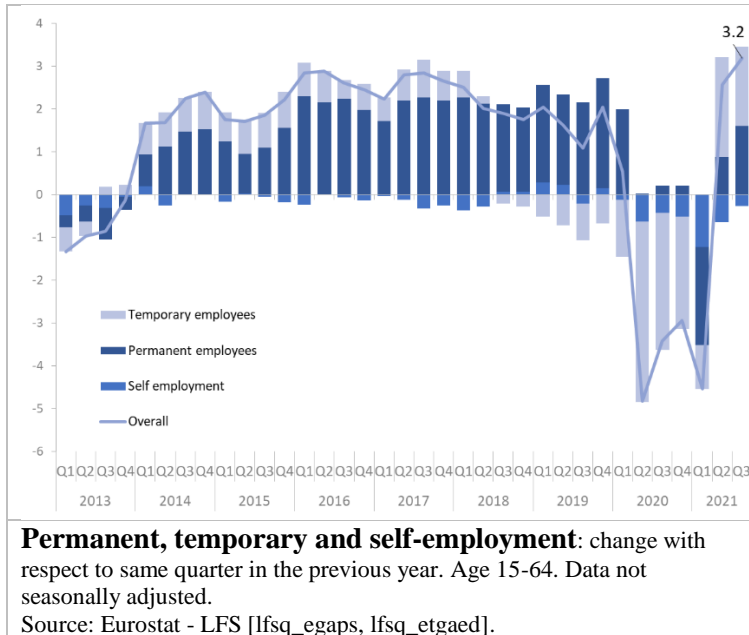 4
3.2
3
2
1
0
-1
-2
-3
-4
-5
-6
Temporary employees
Permanent employees
Self employment
Overall
Q1 Q2 Q3 Q4 Q1 Q2 Q3 Q4 Q1 Q2 Q3 Q4 Q1 Q2 Q3 Q4 Q1 Q2 Q3 Q4 Q1 Q2 Q3 Q4 Q1 Q2 Q3 Q4 Q1 Q2 Q3 Q4 Q1 Q2 Q3
2013 2014 2015 2016 2017 2018 2019 2020 2021
Permanent, temporary and self-employment: change with
respect to same quarter in the previous year. Age 15-64. Data not
seasonally adjusted.
Source: Eurostat - LFS [lfsq_egaps, lfsq_etgaed].